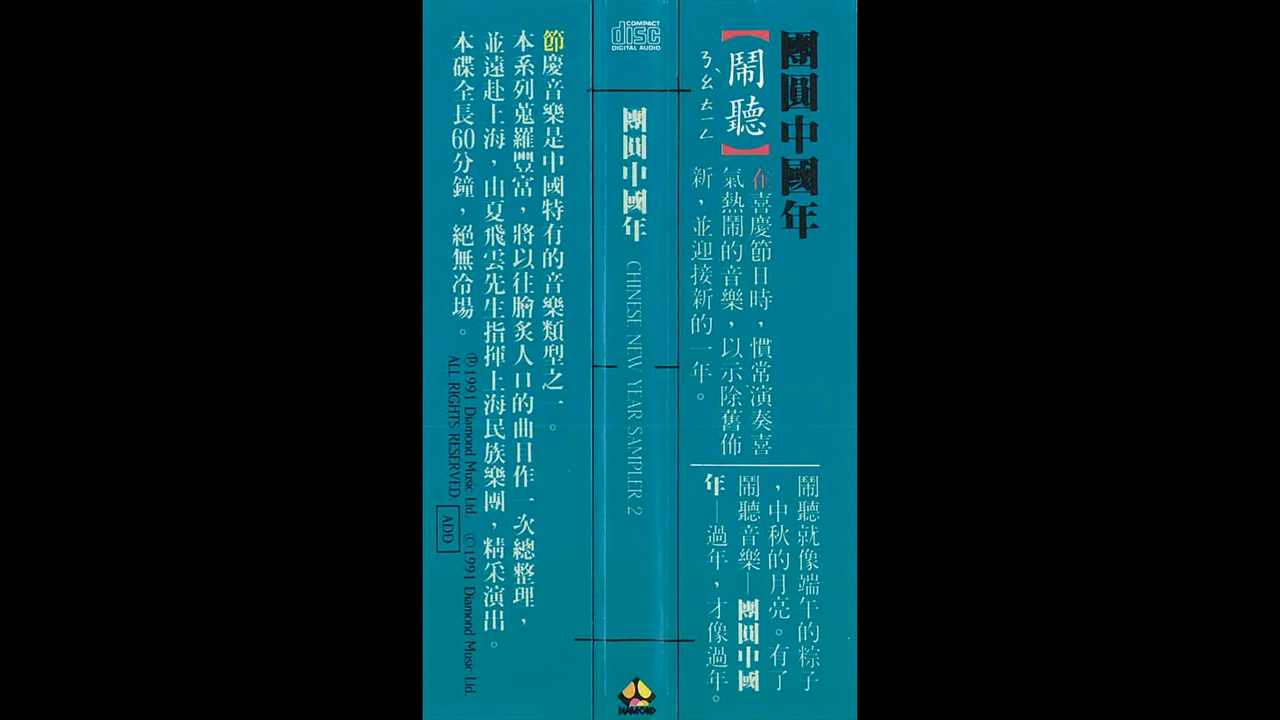 團圓中國年
【鬧聽】
ㄋㄠˋ ㄊㄧㄥ
在喜慶節日時，慣常演奏喜
氣熱鬧的音樂，以示除舊佈
新，並迎接新的一年。
鬧聽就像端午的粽子
，中秋的月亮。有了
鬧聽音樂—團圓中國
年—過年，才像過年。
COMPACT
disc
DIGITAL AUDIO
團圓中國年 CHINESE NEW YEAR SAMPLER 2
DIAMOND
節慶音樂是中國特有的音樂類型之一。
本系列蒐羅豐富，將以往膾炙人口的曲目作一次總整理，
並遠赴上海，由夏飛雲先生指揮上海民族樂團，精采演出。
本碟全長60分鐘，絕無冷場。
Ⓟ1991 Diamond Music Ltd. ©1991 Diamond Music Ltd.
ALL RIGHTS RESERVED. ADD